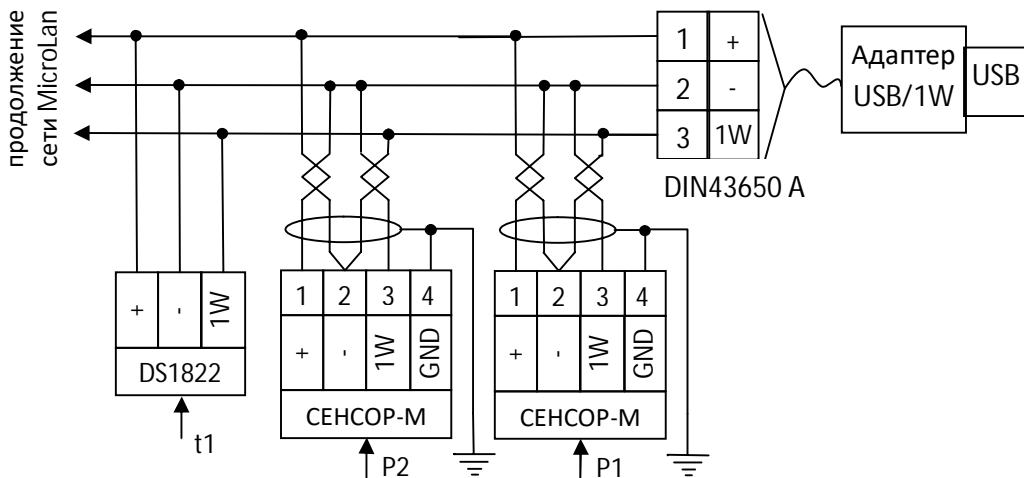 продолжение
сети MicroLan
1 +
2 -
3 1W
DIN43650 A
Адаптер
USB/1W
USB
+ - 1W
DS1822
t1
1 2 3 4
+ - 1W GND
СЕНСОР-М
P2
1 2 3 4
+ - 1W GND
СЕНСОР-М
P1